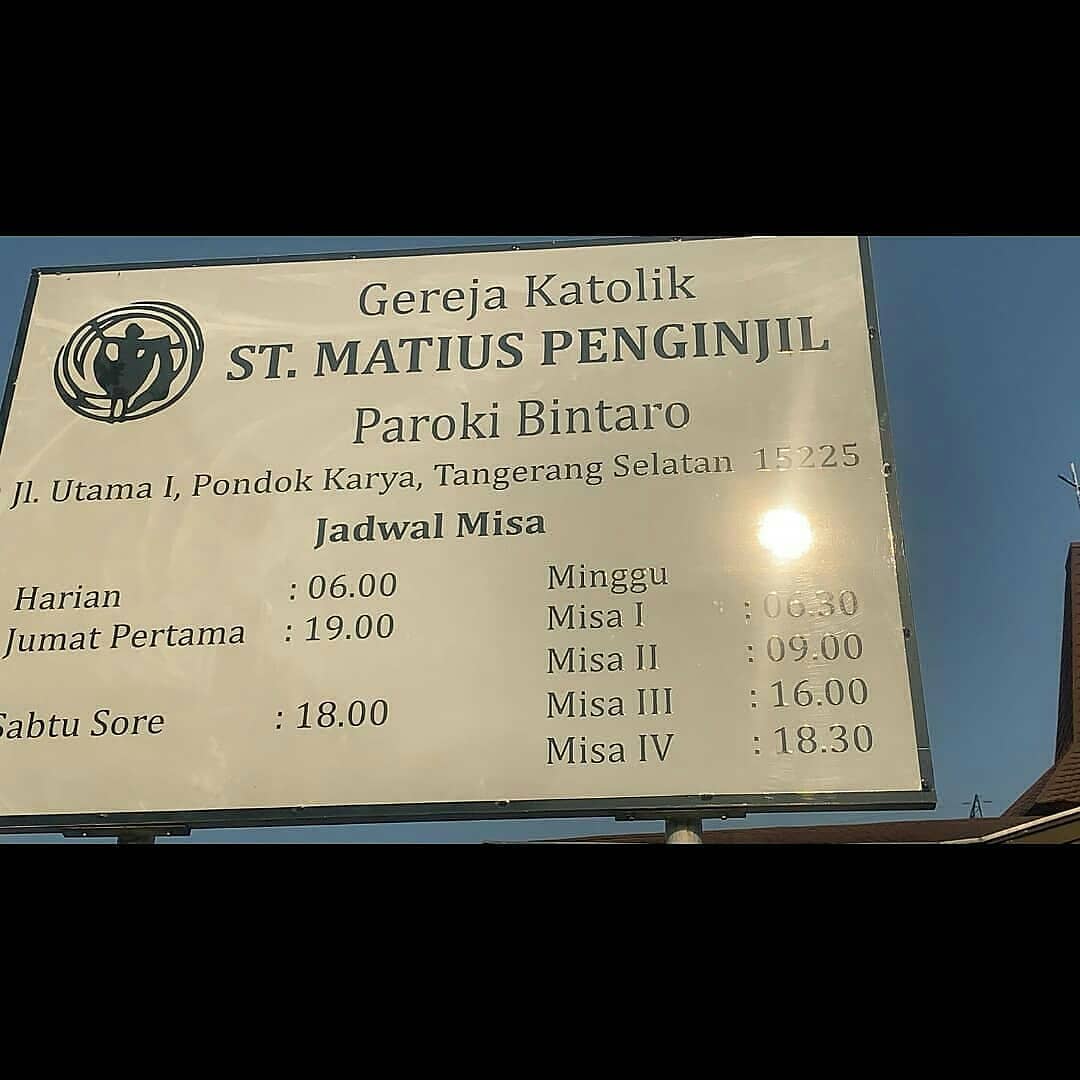 Gereja Katolik
ST. MATIUS PENGINJIL
Paroki Bintaro
Jl. Utama I, Pondok Karya, Tangerang Selatan 15225
Jadwal Misa
Harian : 06.00
Jumat Pertama : 19.00
Sabtu Sore : 18.00
Minggu
Misa I : 06.30
Misa II : 09.00
Misa III : 16.00
Misa IV : 18.30